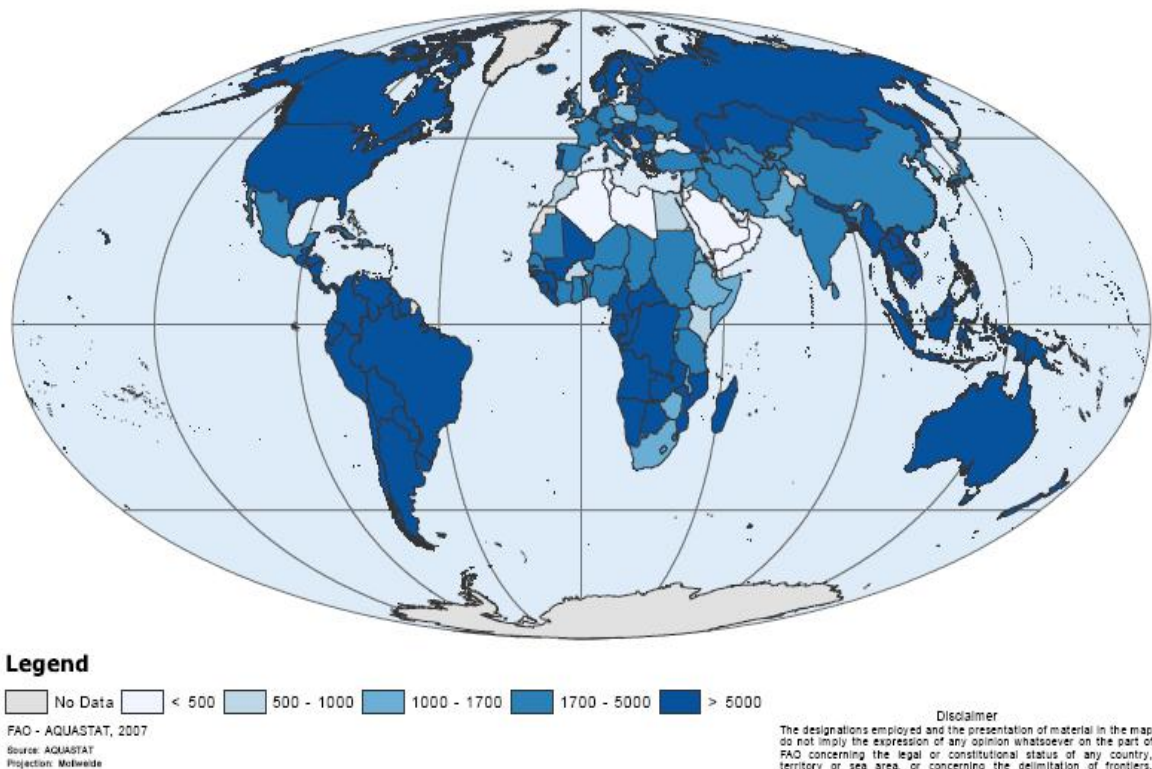 Legend
No Data < 500 500 - 1000 1000 - 1700 1700 - 5000 > 5000
FAO - AQUASTAT, 2007
Source: AQUASTAT
Projection: Mollweide
Disclaimer
The designations employed and the presentation of material in the map
do not imply the expression of any opinion whatsoever on the part of
FAO concerning the legal or constitutional status of any country,
territory or sea area, or concerning the delimitation of frontiers.